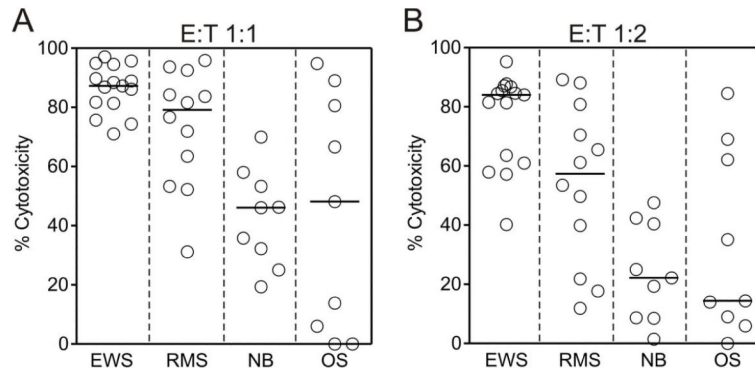 A
E:T 1:1
% Cytotoxicity
100
80
60
40
20
0
EWS RMS NB OS
B
E:T 1:2
% Cytotoxicity
100
80
60
40
20
0
EWS RMS NB OS